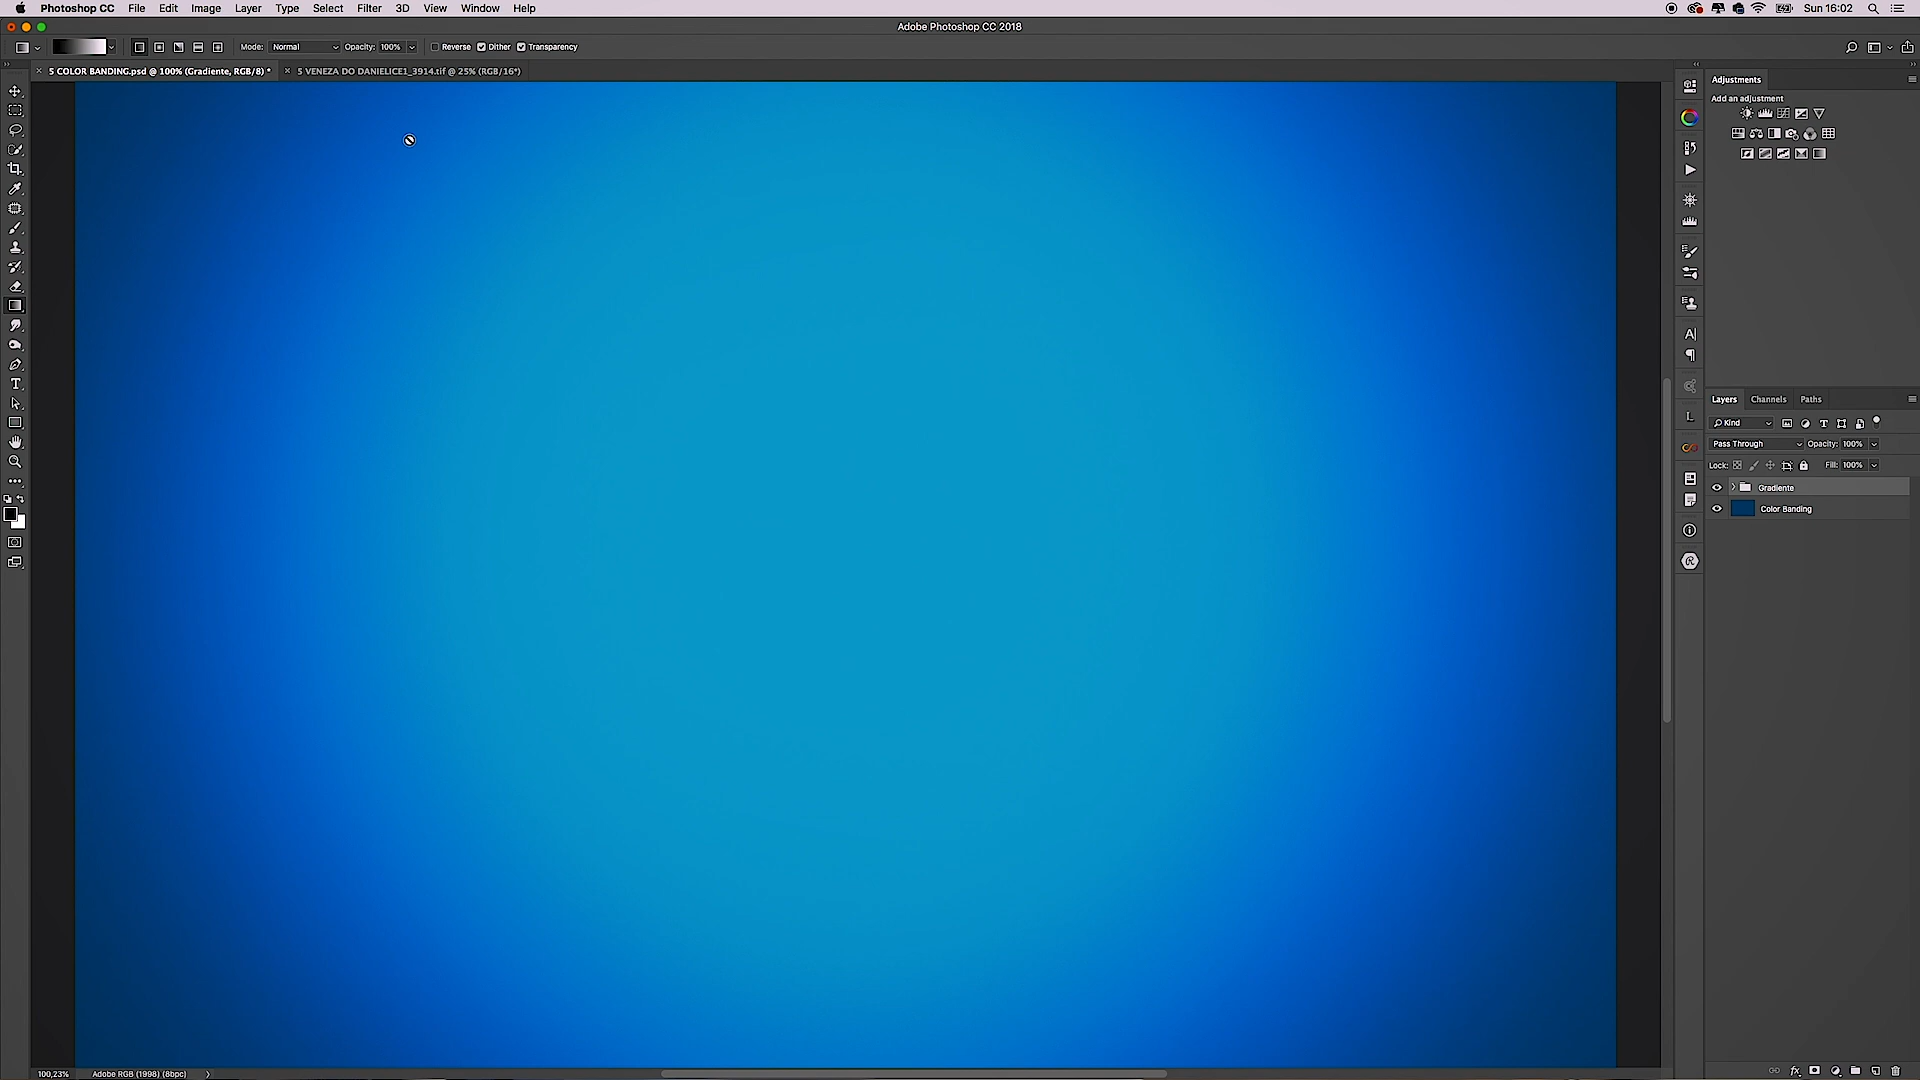 Photoshop CC File Edit Image Layer Type Select Filter 3D View Window Help Sun 16:02
Adobe Photoshop CC 2018
Mode: Normal Opacity: 100% Reverse Dither Transparency
5 COLOR BANDING.psd @ 100% (Gradiente, RGB/8) * 5 VENEZA DO DANIELICE1_3914.tif @ 25% (RGB/16*)
Adjustments
Add an adjustment
Layers Channels Paths
Kind
Pass Through Opacity: 100%
Lock: Fill: 100%
Gradiente
Color Banding
100,23% Adobe RGB (1998) (8bpc)